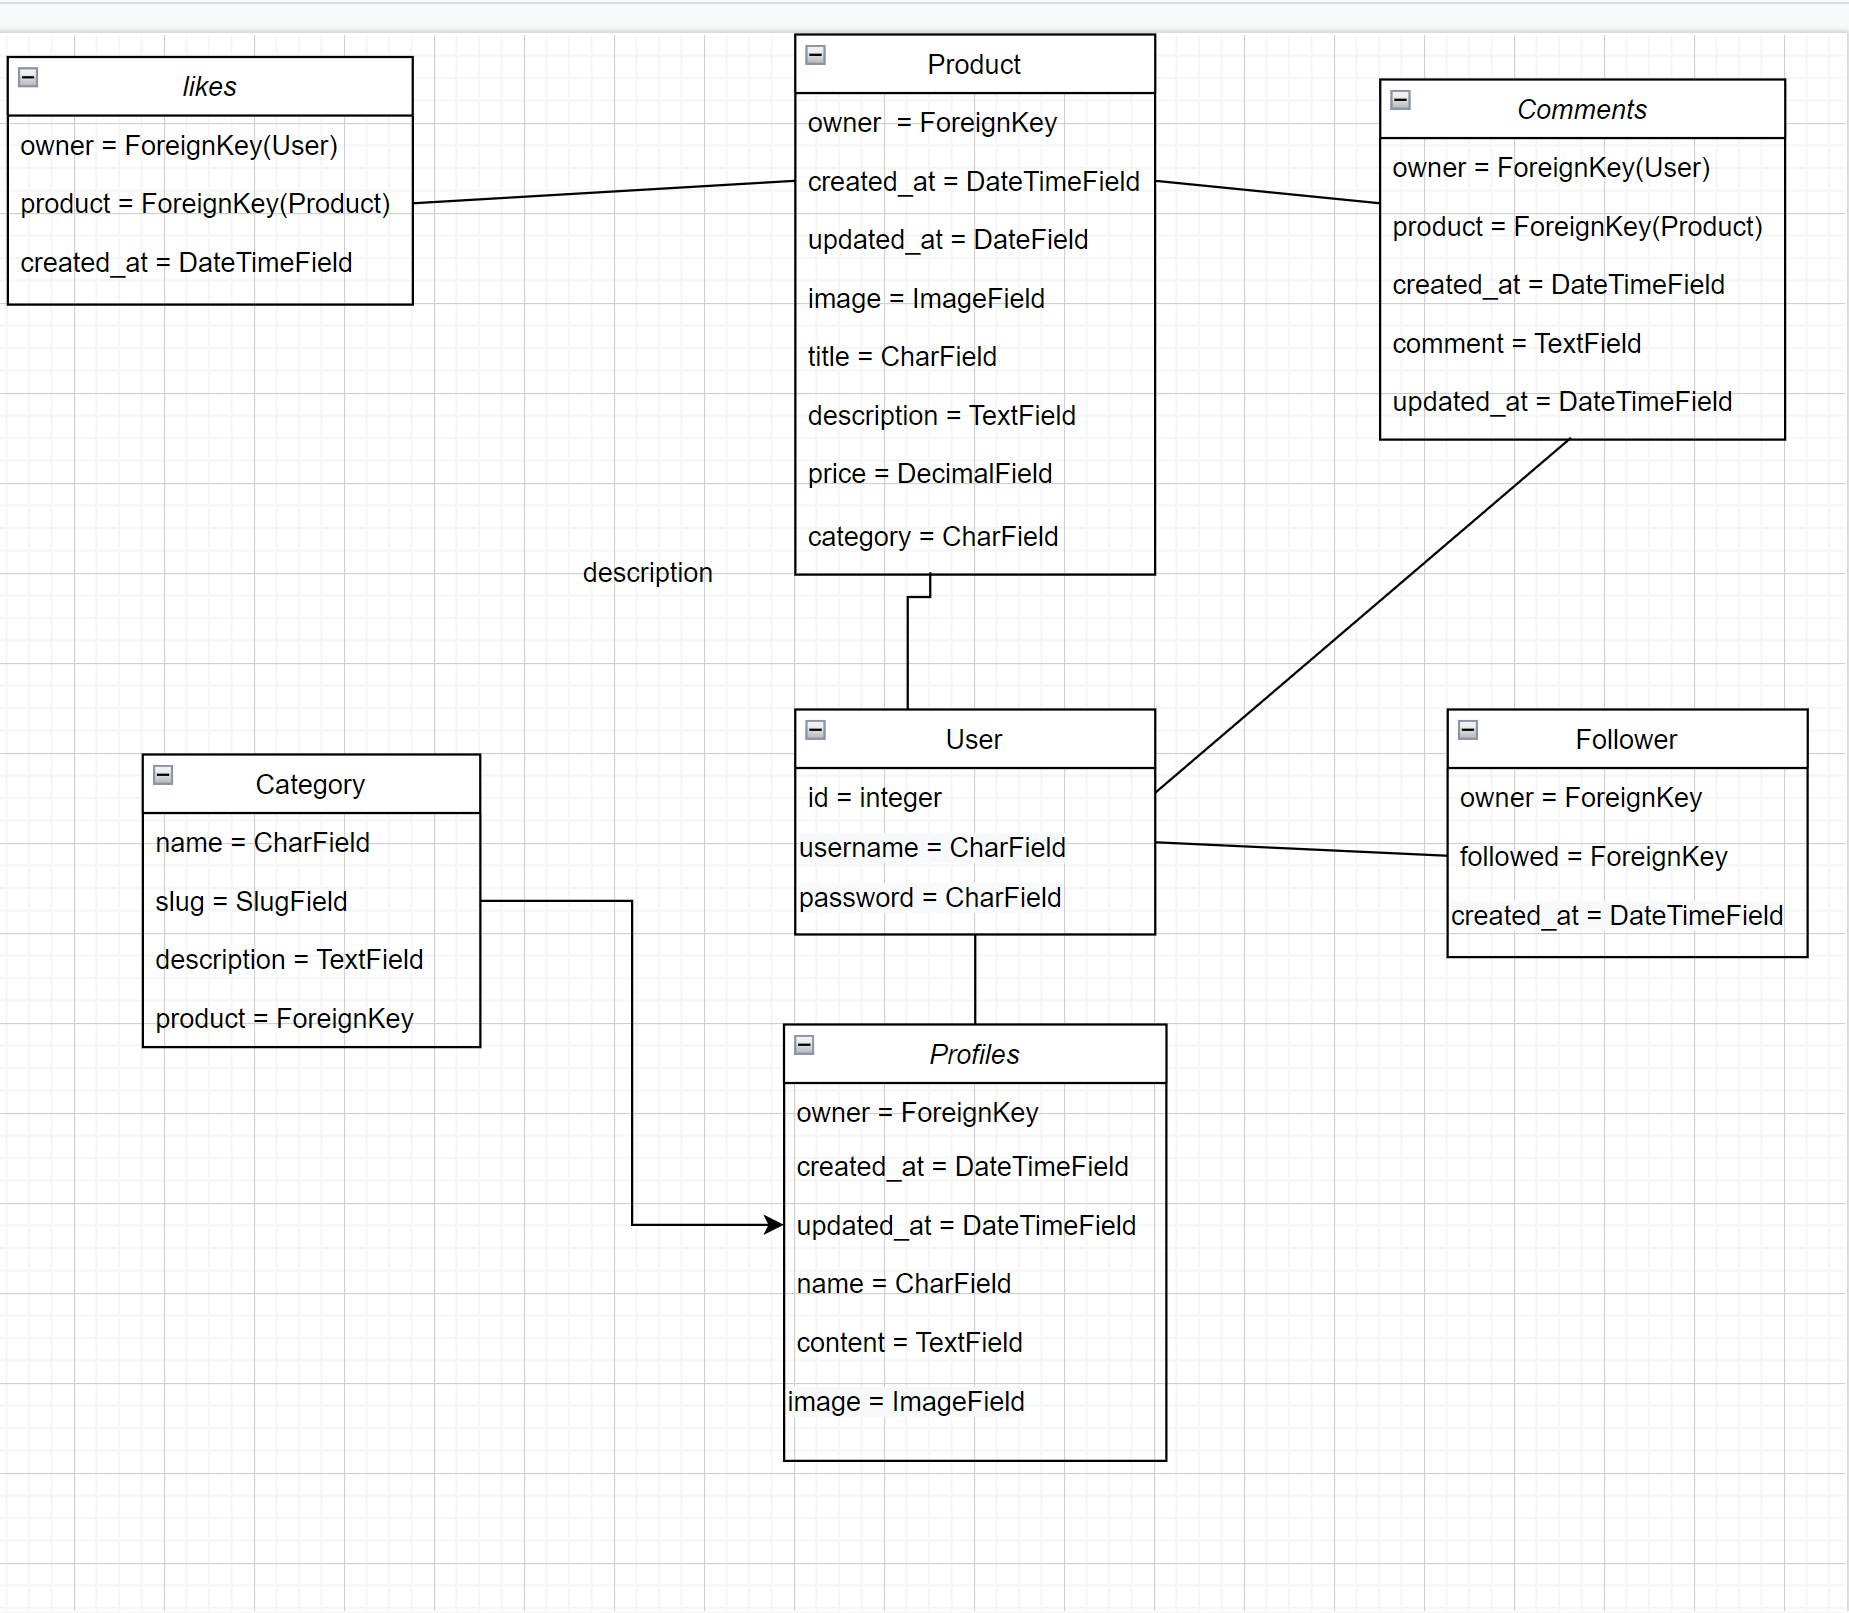 likes
owner = ForeignKey(User)
product = ForeignKey(Product)
created_at = DateTimeField
Product
owner  = ForeignKey
created_at = DateTimeField
updated_at = DateField
image = ImageField
title = CharField
description = TextField
price = DecimalField
category = CharField
Comments
owner = ForeignKey(User)
product = ForeignKey(Product)
created_at = DateTimeField
comment = TextField
updated_at = DateTimeField
description
Category
name = CharField
slug = SlugField
description = TextField
product = ForeignKey
User
id = integer
username = CharField
password = CharField
Follower
owner = ForeignKey
followed = ForeignKey
created_at = DateTimeField
Profiles
owner = ForeignKey
created_at = DateTimeField
updated_at = DateTimeField
name = CharField
content = TextField
image = ImageField